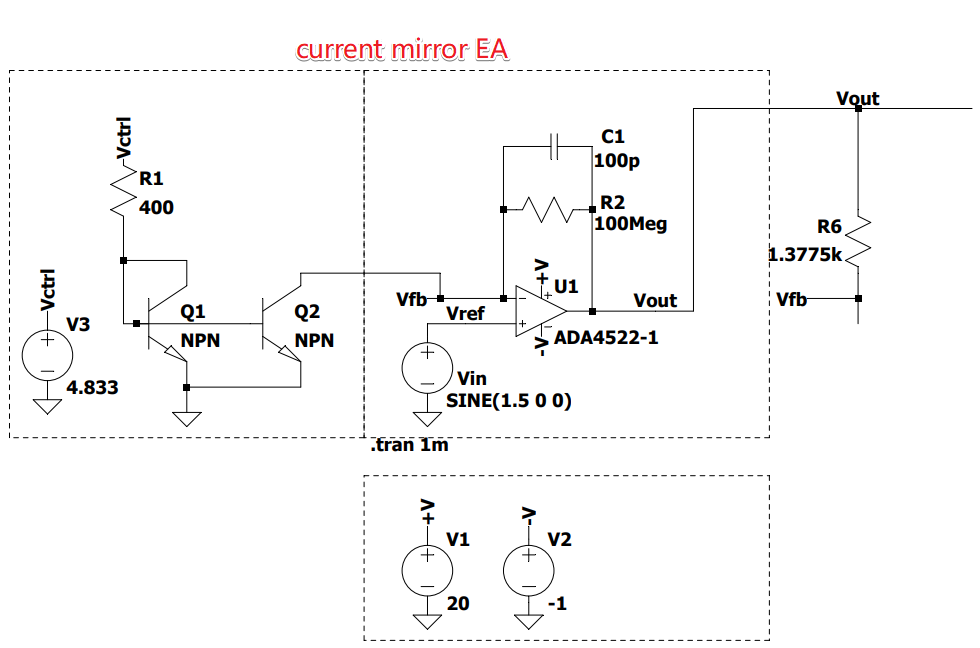 current mirror EA
Vout
Vctrl
R1
400
C1
100p
R2
100Meg
R6
1.3775k
Vctrl
V3
4.833
Q1
NPN
Q2
NPN
Vfb
Vref
+V
U1
-V
ADA4522-1
Vout
Vfb
Vin
SINE(1.5 0 0)
.tran 1m
+V
V1
20
-V
V2
-1